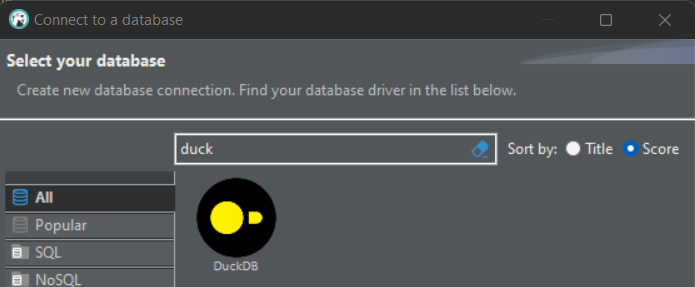 Connect to a database
Select your database
Create new database connection. Find your database driver in the list below.
duck Sort by: Title Score
All
Popular
SQL
NoSQL
DuckDB